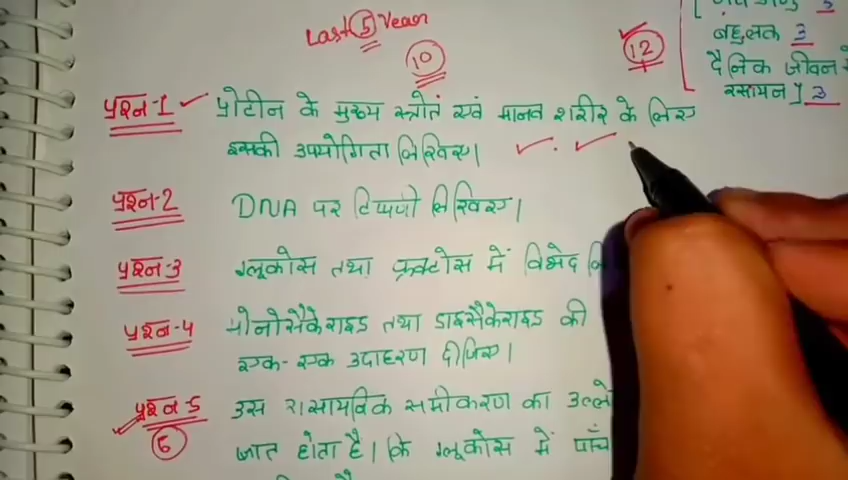 Last 5 Year
10
12
बहुलक 3
दैनिक जीवन में
रसायन } 3
प्रश्न-1 प्रोटीन के मुख्य स्त्रोत एवं मानव शरीर के लिए
इसकी उपयोगिता लिखिए।
प्रश्न-2 DNA पर टिप्पणी लिखिए।
प्रश्न-3 ग्लूकोस तथा फ्रक्टोस में विभेद
प्रश्न-4 मोनोसैकेराइड तथा डाइसैकेराइड की
एक-एक उदाहरण दीजिए।
प्रश्न-5 उस रासायनिक समीकरण का
5 ज्ञात होता है। कि ग्लूकोस में पाँच